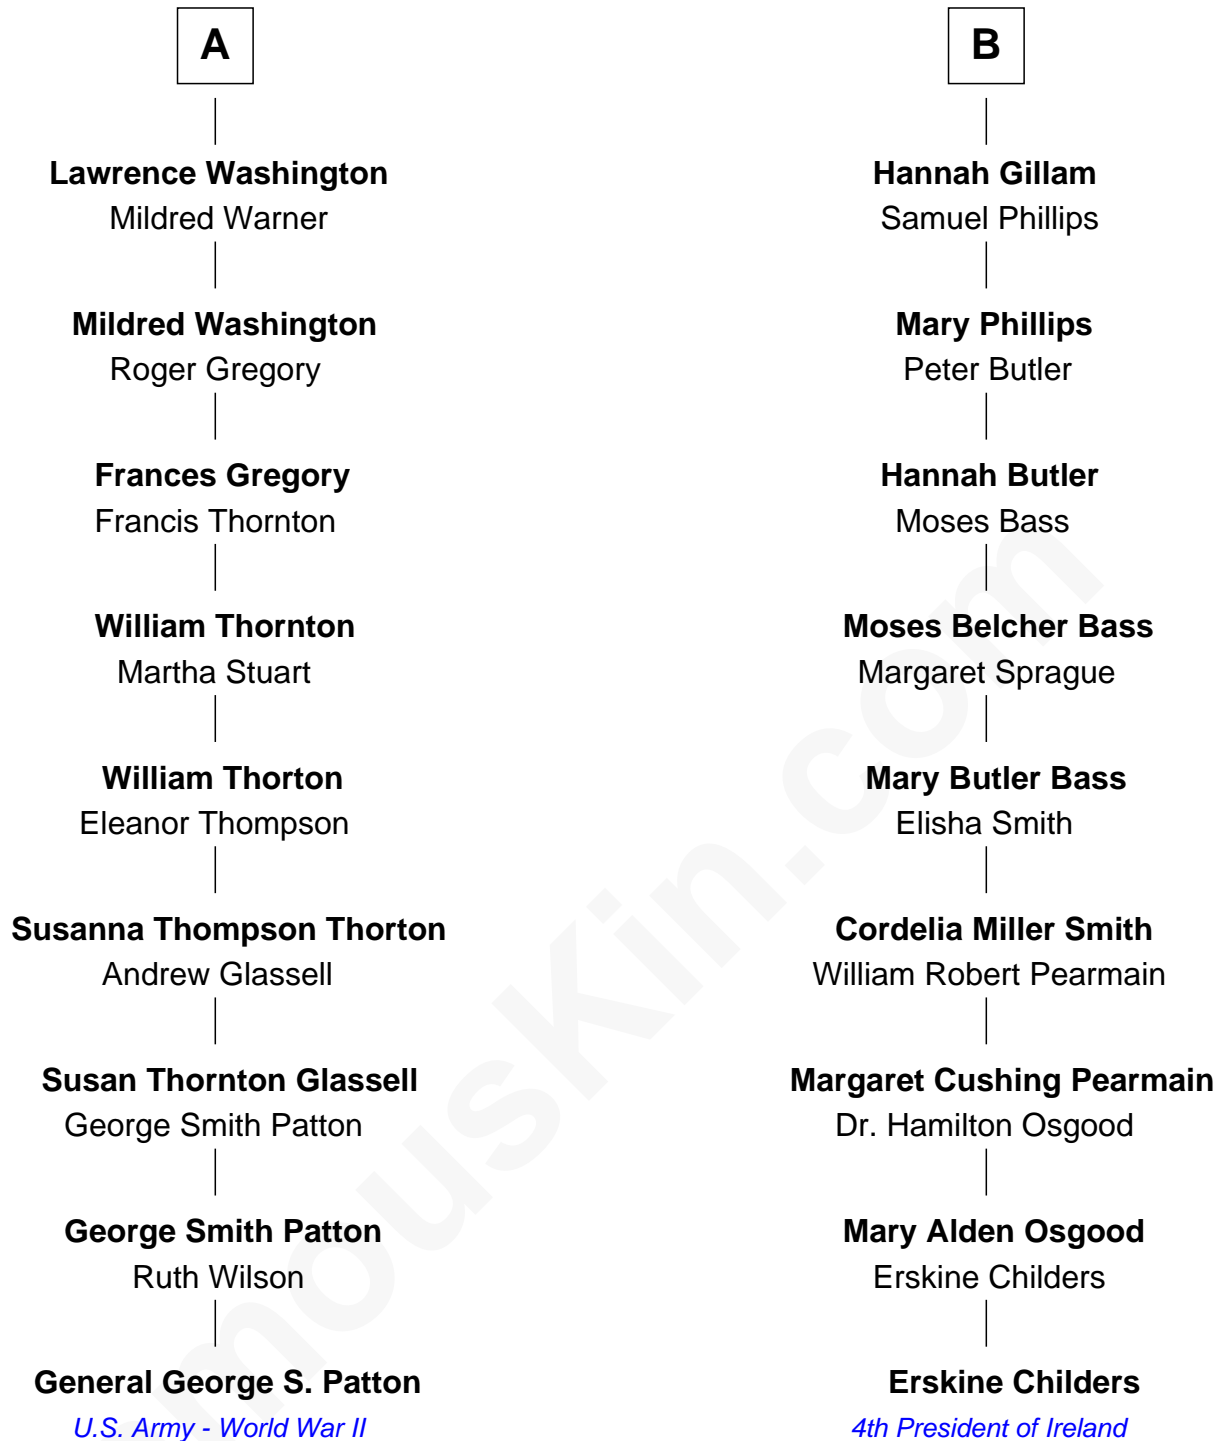 A
Lawrence Washington
Mildred Warner
Mildred Washington
Roger Gregory
Frances Gregory
Francis Thornton
William Thornton
Martha Stuart
William Thorton
Eleanor Thompson
Susanna Thompson Thorton
Andrew Glassell
Susan Thornton Glassell
George Smith Patton
George Smith Patton
Ruth Wilson
General George S. Patton
U.S. Army - World War II
B
Hannah Gillam
Samuel Phillips
Mary Phillips
Peter Butler
Hannah Butler
Moses Bass
Moses Belcher Bass
Margaret Sprague
Mary Butler Bass
Elisha Smith
Cordelia Miller Smith
William Robert Pearmain
Margaret Cushing Pearmain
Dr. Hamilton Osgood
Mary Alden Osgood
Erskine Childers
Erskine Childers
4th President of Ireland
mousKin.com